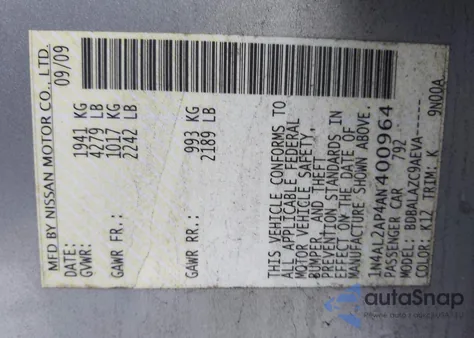 MFD BY NISSAN MOTOR CO., LTD.
DATE: 09/09
GVWR: 1941 KG
4279 LB
GAWR FR.: 1017 KG
2242 LB
GAWR RR.: 993 KG
2189 LB
THIS VEHICLE CONFORMS TO
ALL APPLICABLE FEDERAL
MOTOR VEHICLE SAFETY,
BUMPER, AND THEFT
PREVENTION STANDARDS IN
EFFECT ON THE DATE OF
MANUFACTURE SHOWN ABOVE.
1N4AL2AP4AN400964
PASSENGER CAR 792
MODEL: BDBALAZC9AEVA-----
COLOR: K12 TRIM: K 9N00A
autaSnap